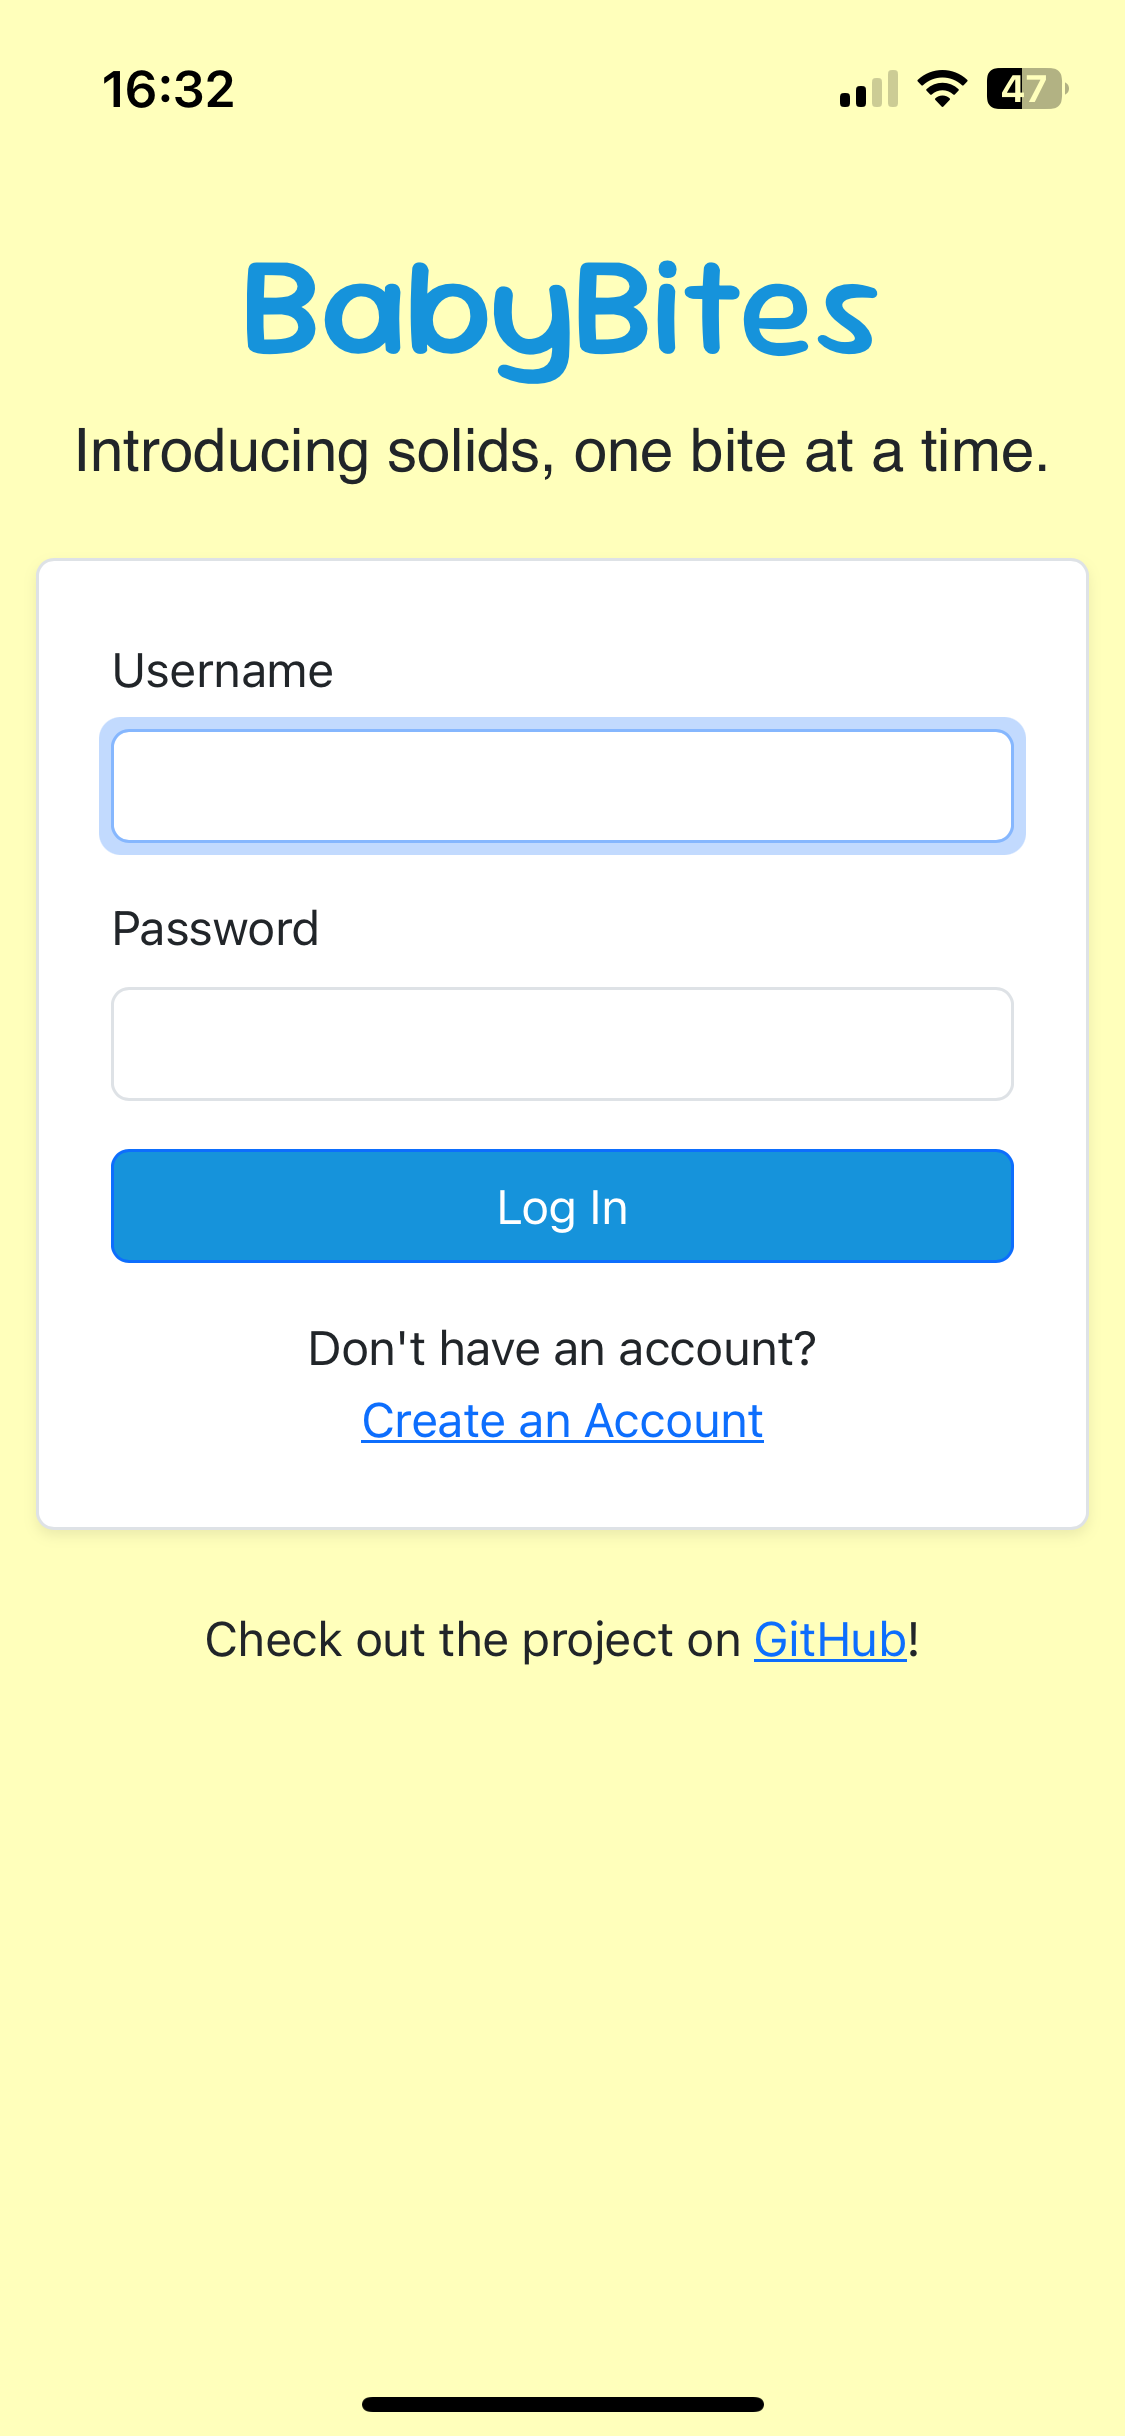 16:32
47
BabyBites
Introducing solids, one bite at a time.
Username
Password
Log In
Don't have an account?
Create an Account
Check out the project on GitHub!